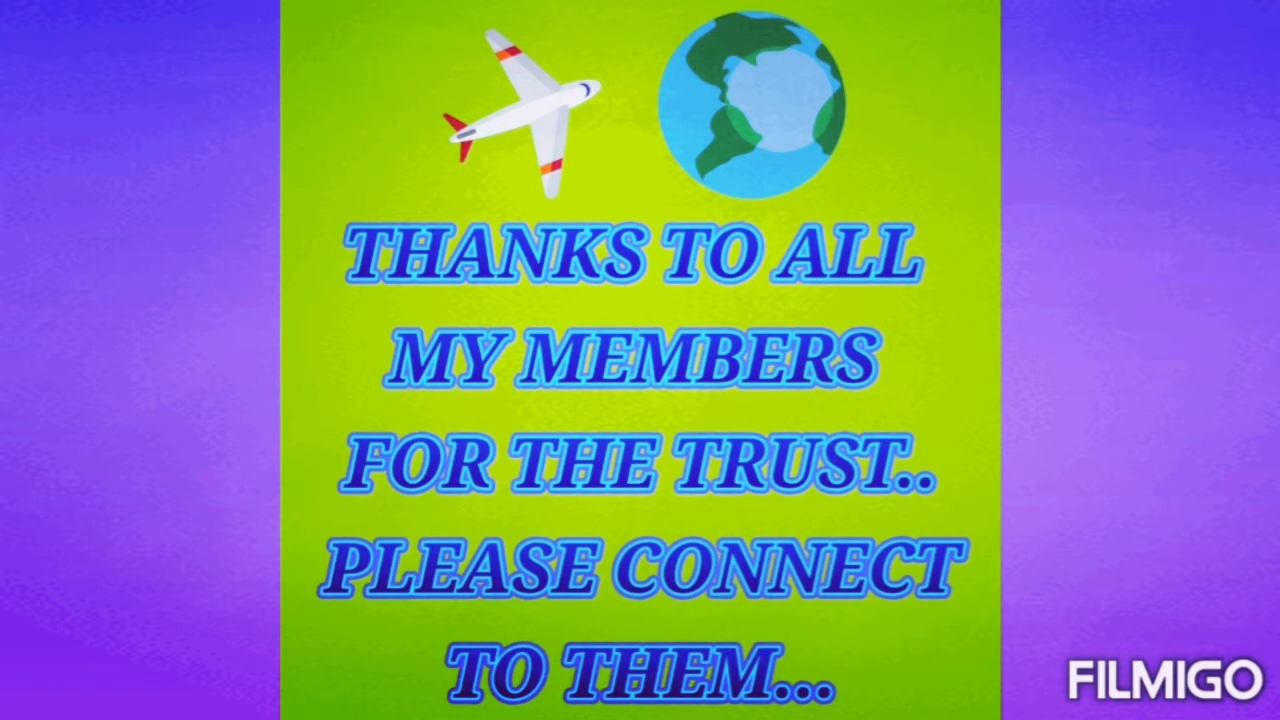 THANKS TO ALL
MY MEMBERS
FOR THE TRUST..
PLEASE CONNECT
TO THEM...
FILMIGO